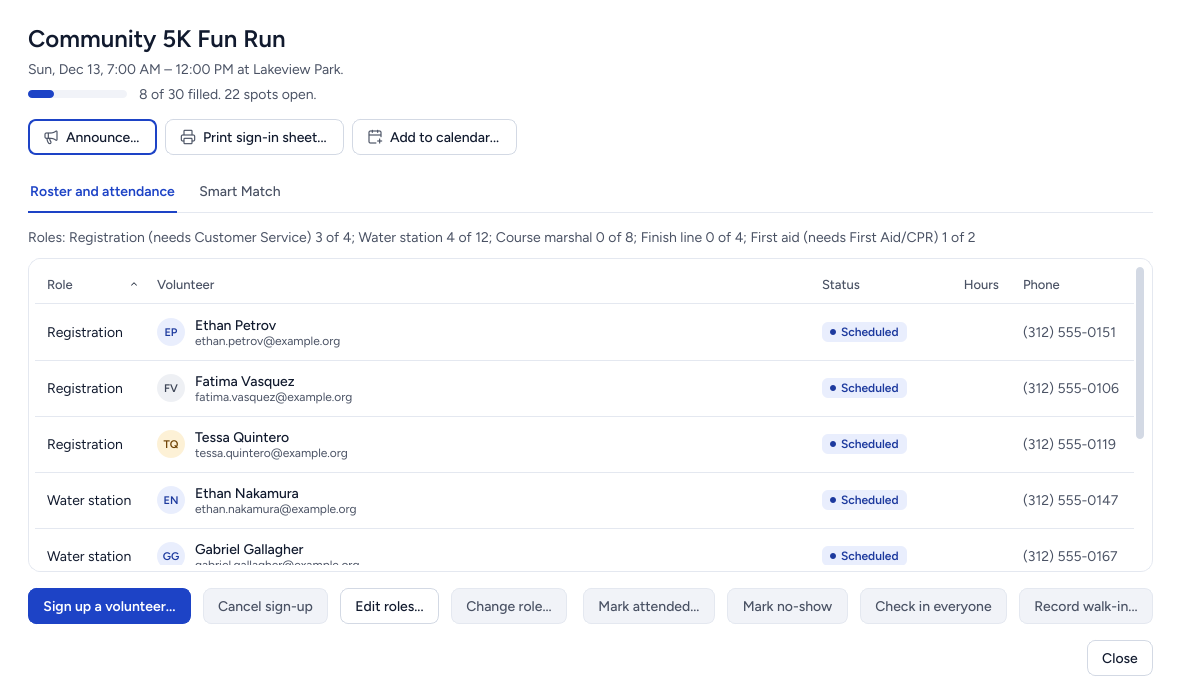 Community 5K Fun Run
Sun, Dec 13, 7:00 AM – 12:00 PM at Lakeview Park.
8 of 30 filled. 22 spots open.
Announce... Print sign-in sheet... Add to calendar...
Roster and attendance Smart Match
Roles: Registration (needs Customer Service) 3 of 4; Water station 4 of 12; Course marshal 0 of 8; Finish line 0 of 4; First aid (needs First Aid/CPR) 1 of 2
Role Volunteer Status Hours Phone
Registration EP Ethan Petrov Scheduled (312) 555-0151
ethan.petrov@example.org
Registration FV Fatima Vasquez Scheduled (312) 555-0106
fatima.vasquez@example.org
Registration TQ Tessa Quintero Scheduled (312) 555-0119
tessa.quintero@example.org
Water station EN Ethan Nakamura Scheduled (312) 555-0147
ethan.nakamura@example.org
Water station GG Gabriel Gallagher Scheduled (312) 555-0167
gabriel.gallagher@example.org
Sign up a volunteer... Cancel sign-up Edit roles... Change role... Mark attended... Mark no-show Check in everyone Record walk-in...
Close